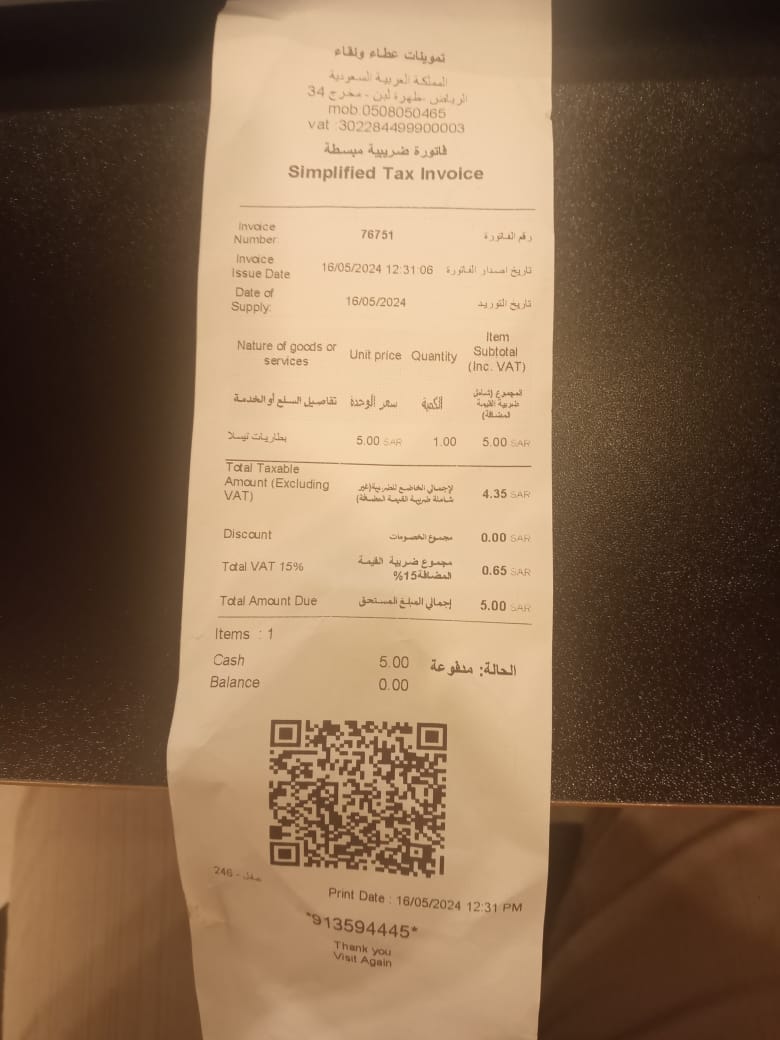 تموينات عطاء ونقاء
المملكة العربية السعودية
الرياض -ظهرة لبن - مخرج 34
mob:0508050465
vat :302284499900003
فاتورة ضريبية مبسطة
Simplified Tax Invoice
Invoice Number: 76751 رقم الفاتورة
Invoice Issue Date 16/05/2024 12:31:06 تاريخ اصدار الفاتورة
Date of Supply: 16/05/2024 تاريخ التوريد
Nature of goods or services Unit price Quantity Item Subtotal (Inc. VAT)
تفاصيل السلع أو الخدمة سعر الوحدة الكمية المجموع (شامل ضريبة القيمة المضافة)
بطاريات تيسلا 5.00 SAR 1.00 5.00 SAR
Total Taxable Amount (Excluding VAT) لإجمالي الخاضع للضريبة(غير شاملة ضريبة القيمة المضافة) 4.35 SAR
Discount مجموع الخصومات 0.00 SAR
Total VAT 15% مجموع ضريبة القيمة المضافة15% 0.65 SAR
Total Amount Due إجمالي المبلغ المستحق 5.00 SAR
Items : 1
Cash 5.00 الحالة: مدفوعة
Balance 0.00
246 -
Print Date : 16/05/2024 12:31 PM
*913594445*
Thank you
Visit Again